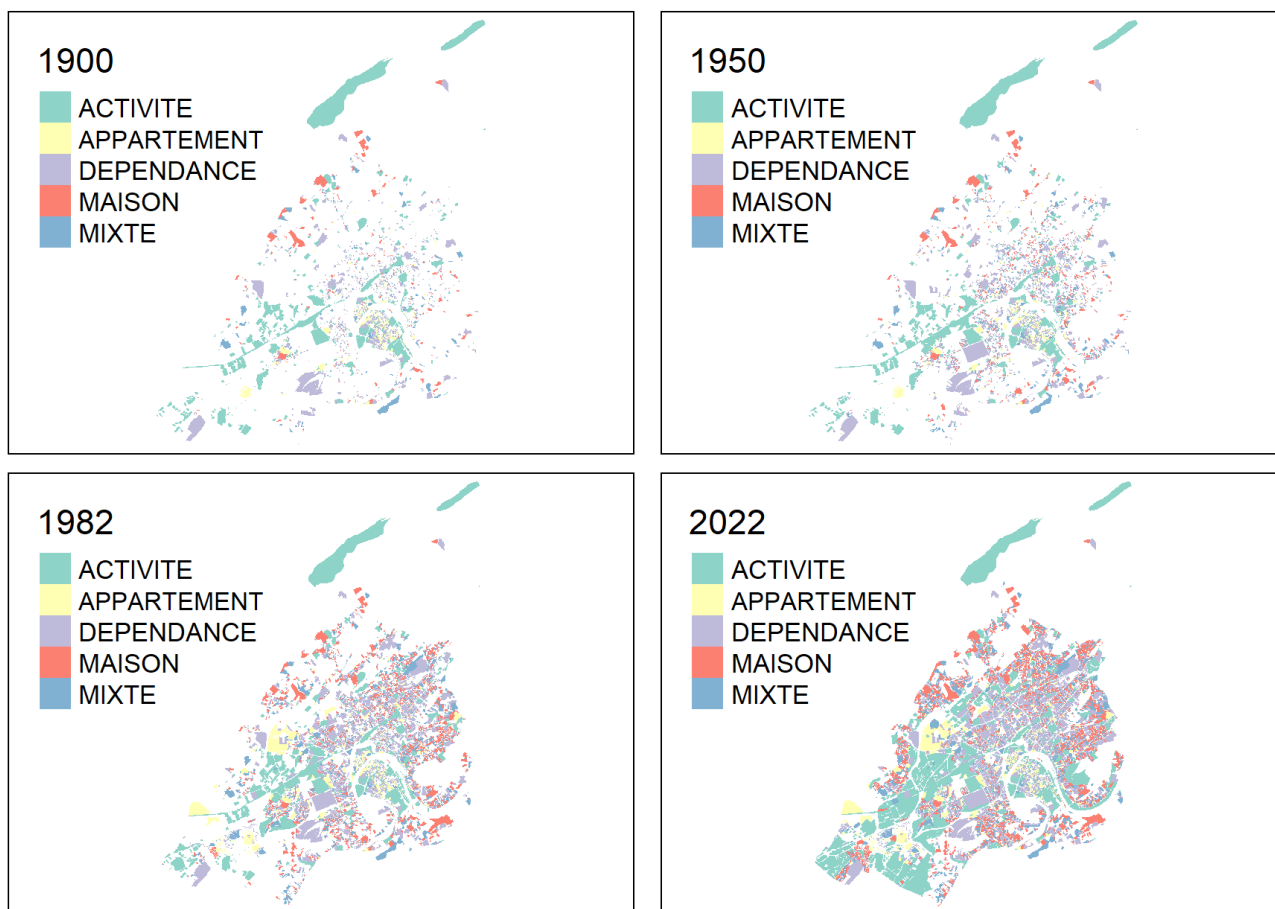 1900
ACTIVITE
APPARTEMENT
DEPENDANCE
MAISON
MIXTE
1950
ACTIVITE
APPARTEMENT
DEPENDANCE
MAISON
MIXTE
1982
ACTIVITE
APPARTEMENT
DEPENDANCE
MAISON
MIXTE
2022
ACTIVITE
APPARTEMENT
DEPENDANCE
MAISON
MIXTE